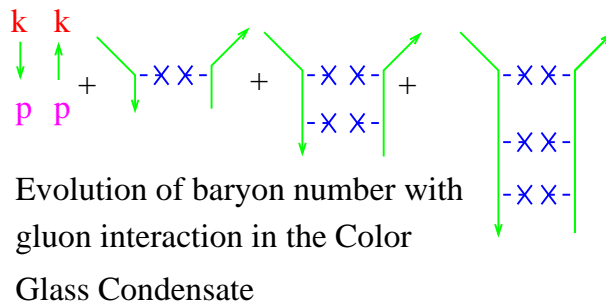 k k
+ + +
p p
Evolution of baryon number with
gluon interaction in the Color
Glass Condensate